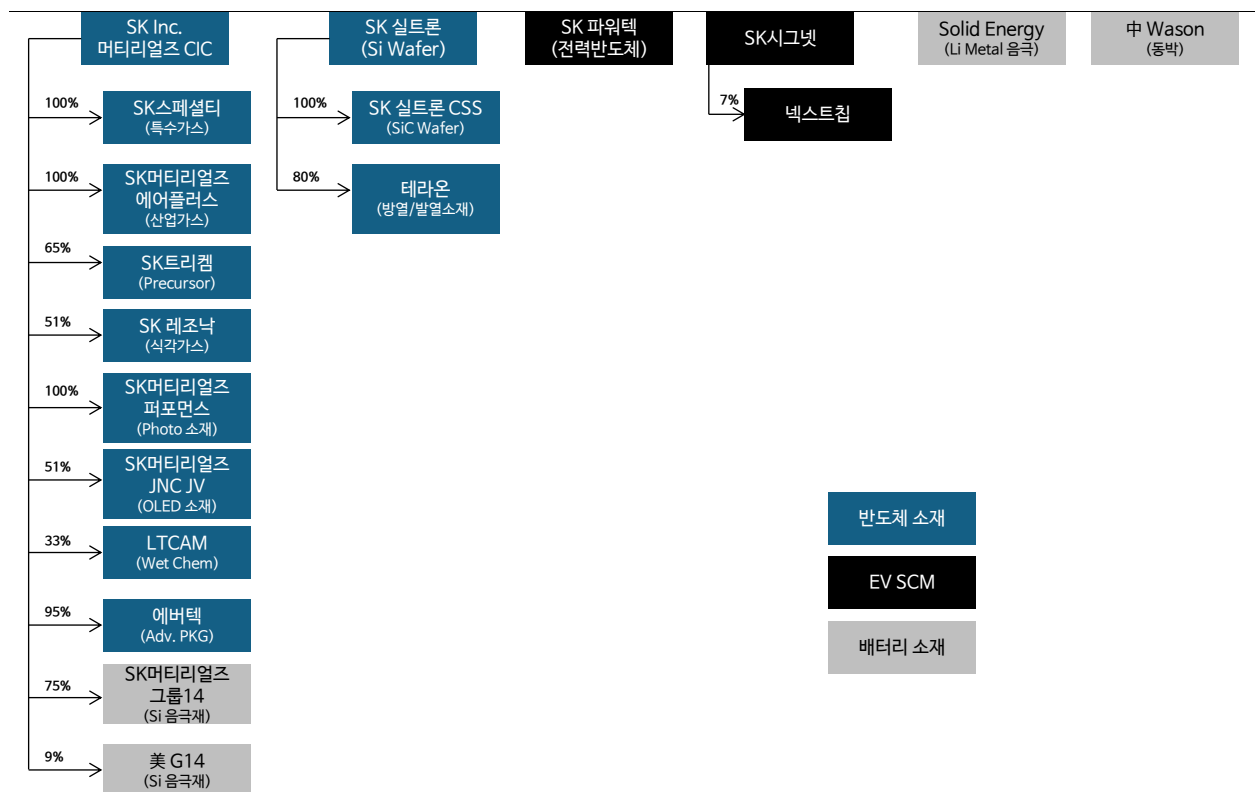 SK Inc.
머티리얼즈 CIC
SK 실트론
(Si Wafer)
SK 파워텍
(전력반도체)
SK시그넷
Solid Energy
(Li Metal 음극)
中 Wason
(동박)
100%
SK스페셜티
(특수가스)
100%
SK 실트론 CSS
(SiC Wafer)
7%
넥스트칩
100%
SK머티리얼즈
에어플러스
(산업가스)
80%
테라온
(방열/발열소재)
65%
SK트리켐
(Precursor)
51%
SK 레조낙
(식각가스)
100%
SK머티리얼즈
퍼포먼스
(Photo 소재)
51%
SK머티리얼즈
JNC JV
(OLED 소재)
33%
LTCAM
(Wet Chem)
95%
에버텍
(Adv. PKG)
75%
SK머티리얼즈
그룹14
(Si 음극재)
9%
美 G14
(Si 음극재)
반도체 소재
EV SCM
배터리 소재